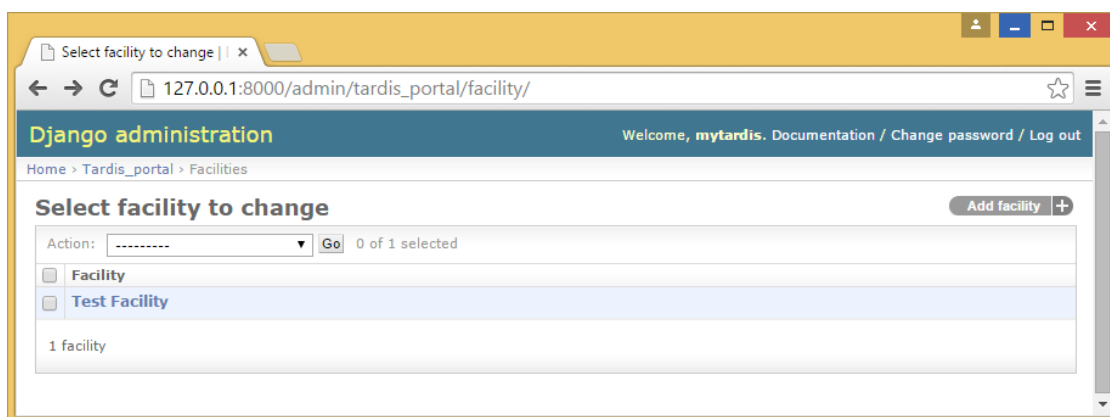 Select facility to change |
127.0.0.1:8000/admin/tardis_portal/facility/
Django administration
Welcome, mytardis. Documentation / Change password / Log out
Home › Tardis_portal › Facilities
Select facility to change
Add facility +
Action: --------- Go 0 of 1 selected
Facility
Test Facility
1 facility